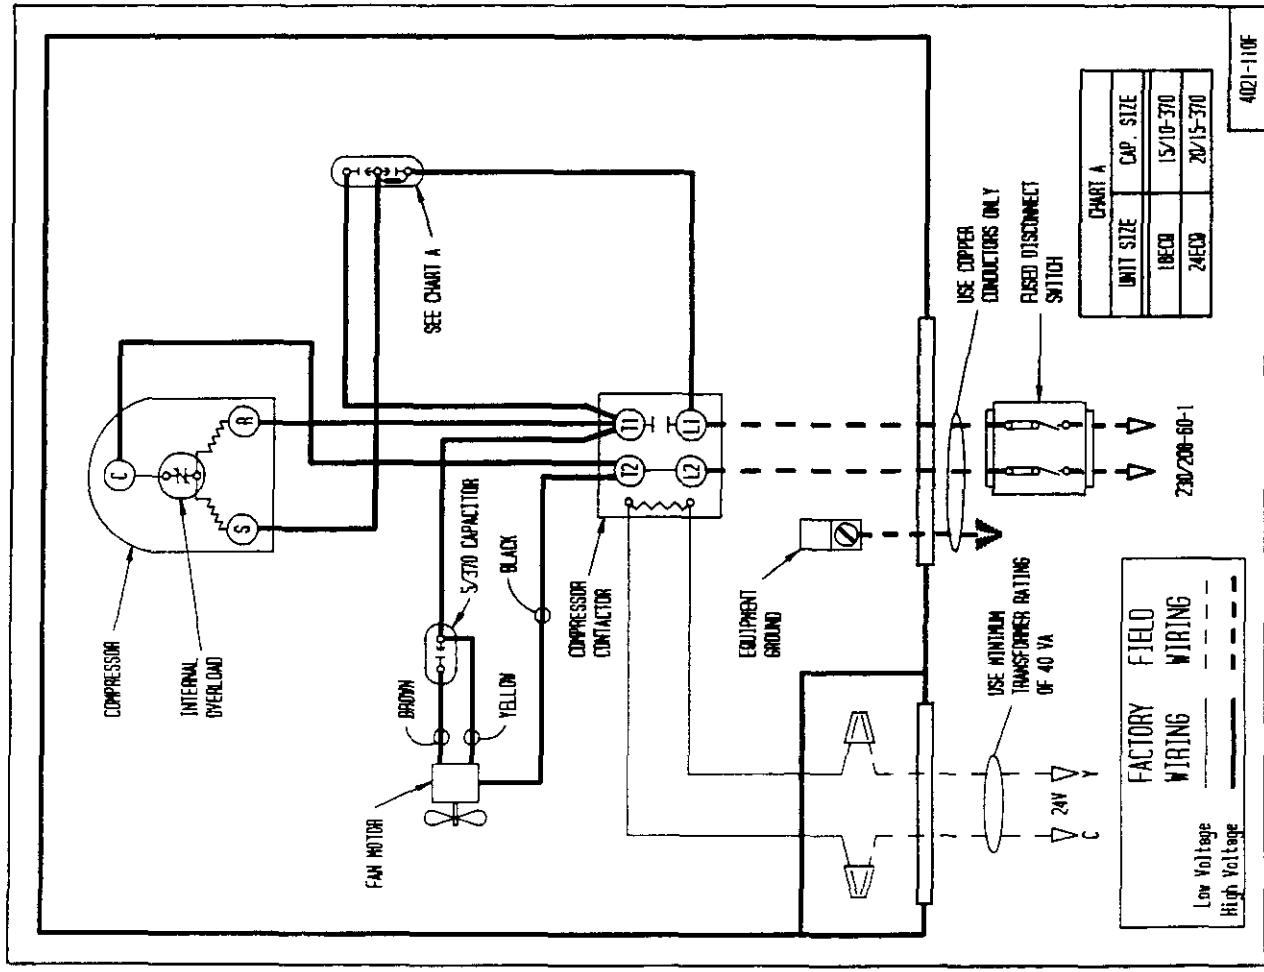 COMPRESSOR
INTERNAL
OVERLOAD
C
S
R
SEE CHART A
5/370 CAPACITOR
BROWN
YELLOW
BLACK
FAN MOTOR
COMPRESSOR
CONTACTOR
T2
T1
L2
L1
EQUIPMENT
GROUND
USE MINIMUM
TRANSFORMER RATING
OF 40 VA
USE COPPER
CONDUCTORS ONLY
FUSED DISCONNECT
SWITCH
C
24V
Y
230/208-60-1
FACTORY WIRING
FIELD WIRING
Low Voltage
High Voltage
CHART A
UNIT SIZE CAP. SIZE
18ECQ 15/10-370
24ECQ 20/15-370
4021-110F